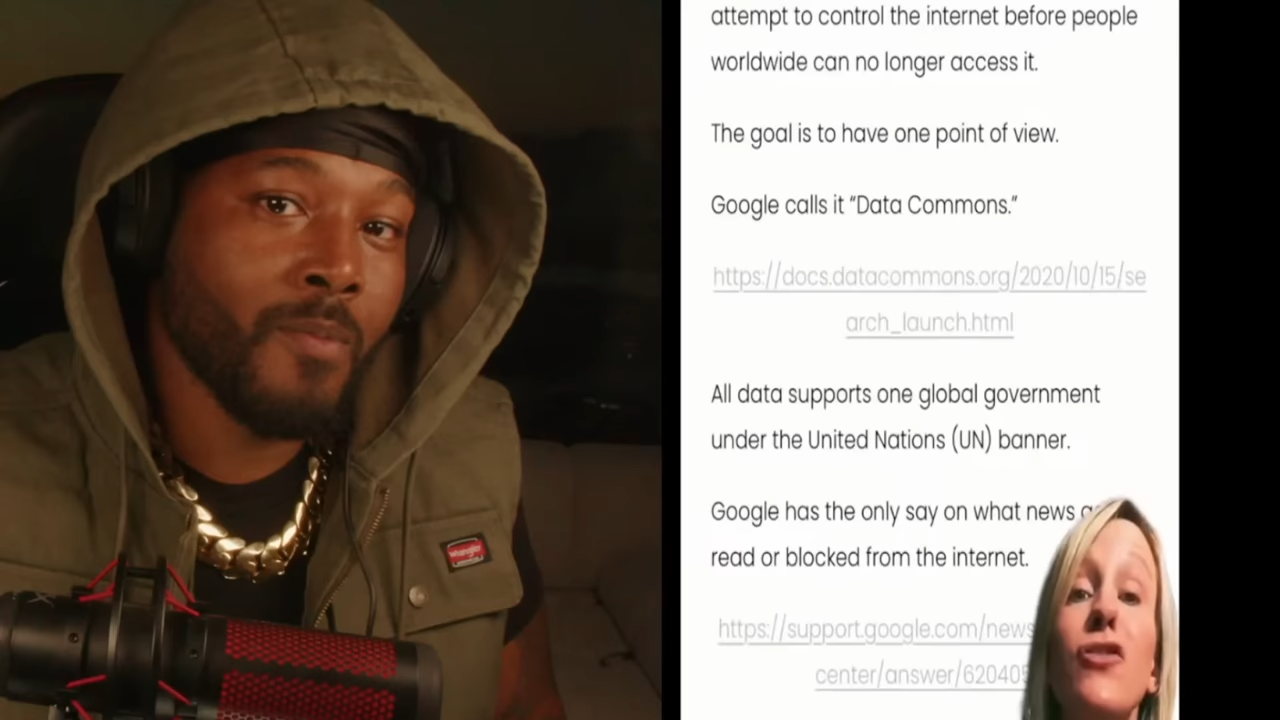 attempt to control the internet before people
worldwide can no longer access it.
The goal is to have one point of view.
Google calls it “Data Commons.”
https://docs.datacommons.org/2020/10/15/se
arch_launch.html
All data supports one global government
under the United Nations (UN) banner.
Google has the only say on what news
read or blocked from the internet.
https://support.google.com/news
center/answer/62040
Wrangler